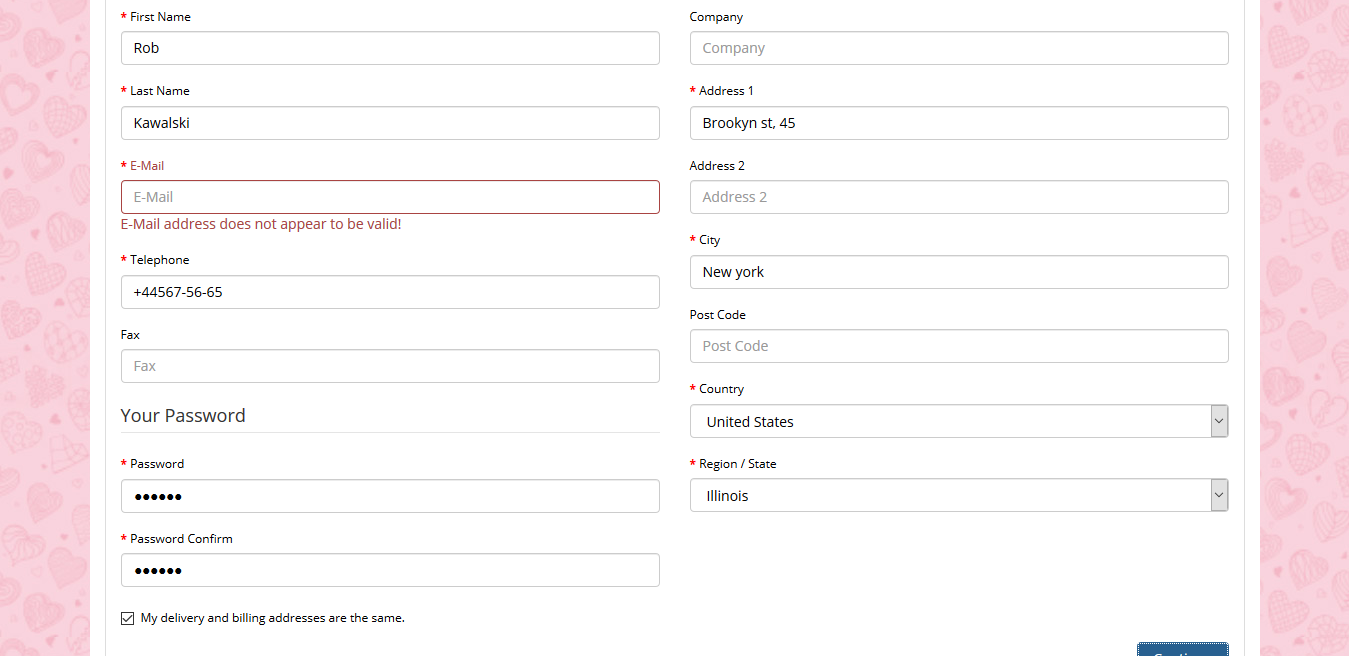 * First Name
Rob
* Last Name
Kawalski
* E-Mail
E-Mail
E-Mail address does not appear to be valid!
* Telephone
+44567-56-65
Fax
Fax
Your Password
* Password
●●●●●●
* Password Confirm
●●●●●●
My delivery and billing addresses are the same.
Company
Company
* Address 1
Brookyn st, 45
Address 2
Address 2
* City
New york
Post Code
Post Code
* Country
United States
* Region / State
Illinois